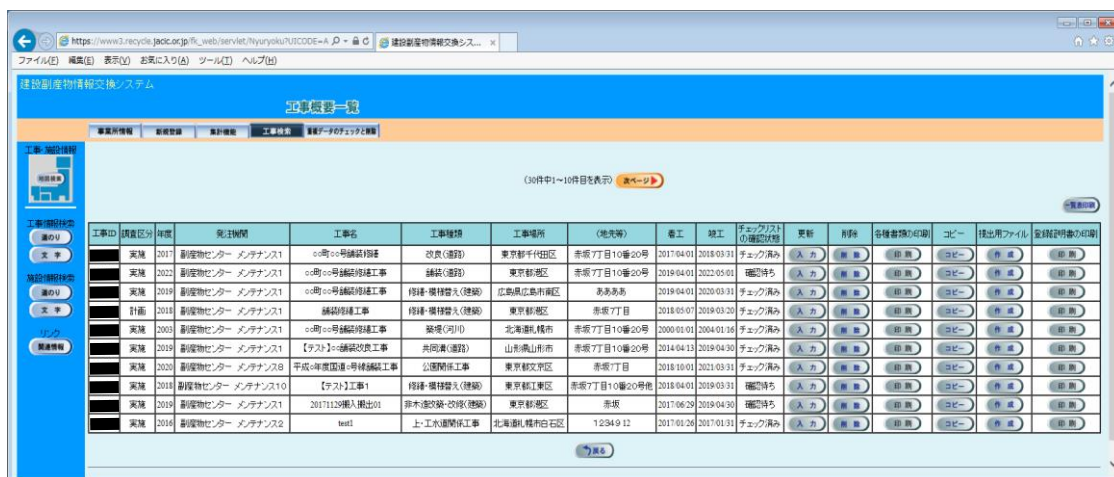 https://www3.recycle.jacic.or.jp/fk_web/servlet/Nyuryoku?UICODE=A
建設副産物情報交換シス... ×
ファイル(F) 編集(E) 表示(V) お気に入り(A) ツール(T) ヘルプ(H)
建設副産物情報交換システム
工事概要一覧
事業所情報 新規登録 集計機能 工事検索 重複データのチェックと削除
工事・施設情報
地図検索
(30件中1～10件目を表示) 次ページ
一覧表印刷
工事情報検索
道のり
文字
施設情報検索
道のり
文字
リンク
関連情報
工事ID 調査区分 年度 発注機関 工事名 工事種類 工事場所 (地先等) 着工 竣工 チェックリストの確認状態 更新 削除 各種書類の印刷 コピー 提出用ファイル 登録証明書の印刷
実施 2017 副産物センター メンテナンス1 ○○町○○号舗装修繕 改良(道路) 東京都千代田区 赤坂7丁目10番20号 2017/04/01 2018/03/31 チェック済み 入力 削除 印刷 コピー 作成 印刷
実施 2022 副産物センター メンテナンス1 ○○町○○号舗装修繕工事 舗装(道路) 東京都港区 赤坂7丁目10番20号 2019/04/01 2022/05/01 確認待ち 入力 削除 印刷 コピー 作成 印刷
実施 2019 副産物センター メンテナンス1 ○○町○○号舗装修繕工事 修繕・模様替え(建築) 広島県広島市南区 ああああ 2019/04/01 2020/03/31 チェック済み 入力 削除 印刷 コピー 作成 印刷
計画 2018 副産物センター メンテナンス1 舗装修繕工事 修繕・模様替え(建築) 東京都港区 赤坂7丁目 2018/05/07 2019/03/20 チェック済み 入力 削除 印刷 コピー 作成 印刷
実施 2003 副産物センター メンテナンス1 ○○町○○号舗装修繕工事 築堤(河川) 北海道札幌市 赤坂7丁目10番20号 2000/01/01 2004/01/16 チェック済み 入力 削除 印刷 コピー 作成 印刷
実施 2019 副産物センター メンテナンス1 【テスト】○○舗装改良工事 共同溝(道路) 山形県山形市 赤坂7丁目10番20号 2014/04/13 2019/04/30 チェック済み 入力 削除 印刷 コピー 作成 印刷
実施 2020 副産物センター メンテナンス8 平成○年度国道○号線舗装工事 公園関係工事 東京都文京区 赤坂7丁目 2018/10/01 2021/03/31 チェック済み 入力 削除 印刷 コピー 作成 印刷
実施 2018 副産物センター メンテナンス10 【テスト】工事1 修繕・模様替え(建築) 東京都江東区 赤坂7丁目10番20号他 2018/04/01 2019/03/31 確認待ち 入力 削除 印刷 コピー 作成 印刷
実施 2019 副産物センター メンテナンス1 20171129搬入搬出01 非木造改築・改修(建築) 東京都港区 赤坂 2017/06/29 2019/04/30 確認待ち 入力 削除 印刷 コピー 作成 印刷
実施 2016 副産物センター メンテナンス2 test1 上・工水道関係工事 北海道札幌市白石区 1234912 2017/01/26 2017/01/31 チェック済み 入力 削除 印刷 コピー 作成 印刷
戻る